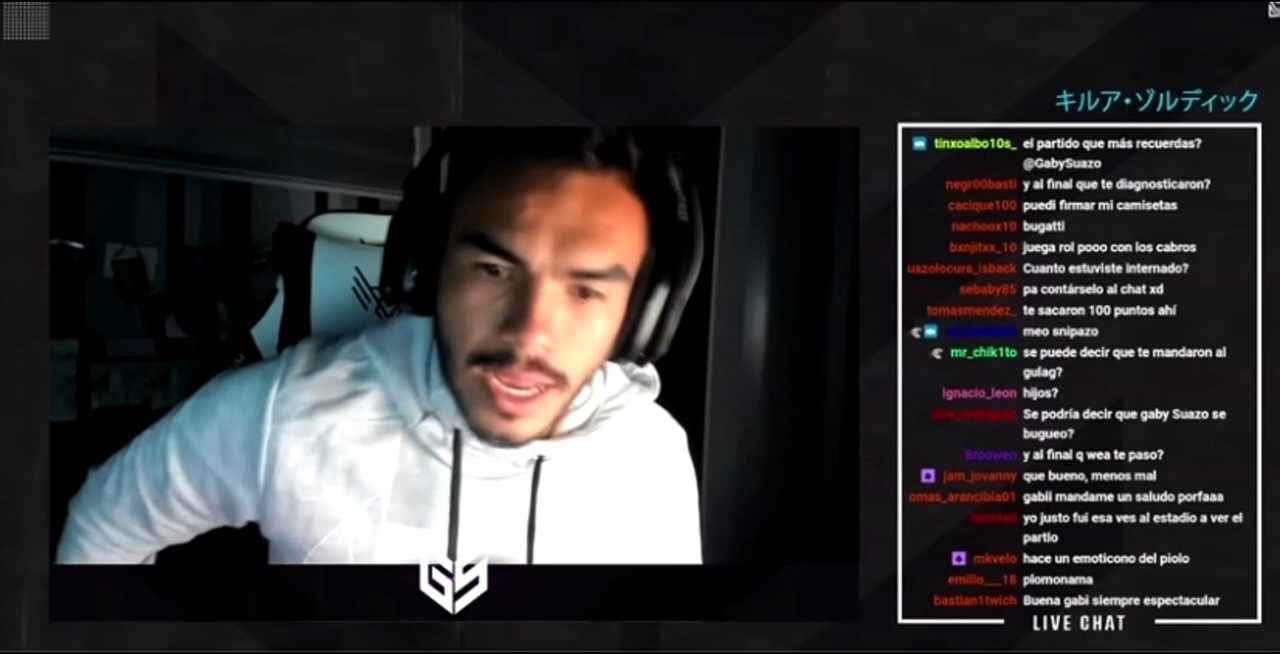 キルア・ゾルディック
tinxoalbo10s_ el partido que más recuerdas?
@GabySuazo
negr00basti y al final que te diagnosticaron?
cacique100 puedi firmar mi camisetas
nachoox10 bugatti
bxnjitxx_10 juega rol pooo con los cabros
uazolocura_isback Cuanto estuviste internado?
sebaby85 pa contárselo al chat xd
tomasmendez_ te sacaron 100 puntos ahí
meo snipazo
mr_chik1to se puede decir que te mandaron al
gulag?
ignacio_leon hijos?
Se podría decir que gaby Suazo se
bugueo?
Broowen y al final q wea te paso?
jam_jovanny que bueno, menos mal
omas_arancibia01 gabii mandame un saludo porfaaa
yo justo fui esa ves al estadio a ver el
partio
mkvelo hace un emoticono del piolo
emilio___18 plomonama
bastian1twich Buena gabi siempre espectacular
LIVE CHAT
GS